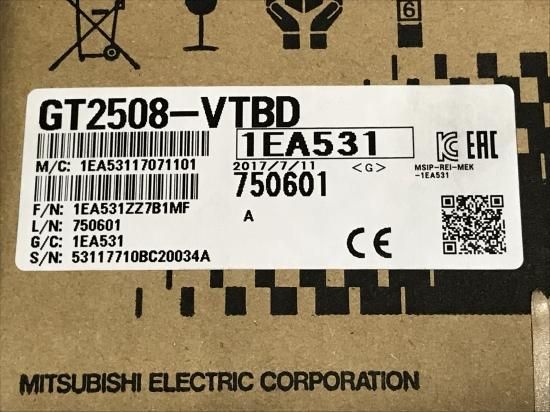 6
GT2508-VTBD
1EA531
M/C: 1EA53117071101
2017/7/11 <G>
MSIP-REI-MEK
-1EA531
EAC
750601
F/N: 1EA531ZZ7B1MF
L/N: 750601
A
G/C: 1EA531
S/N: 53117710BC20034A
CE
MITSUBISHI ELECTRIC CORPORATION